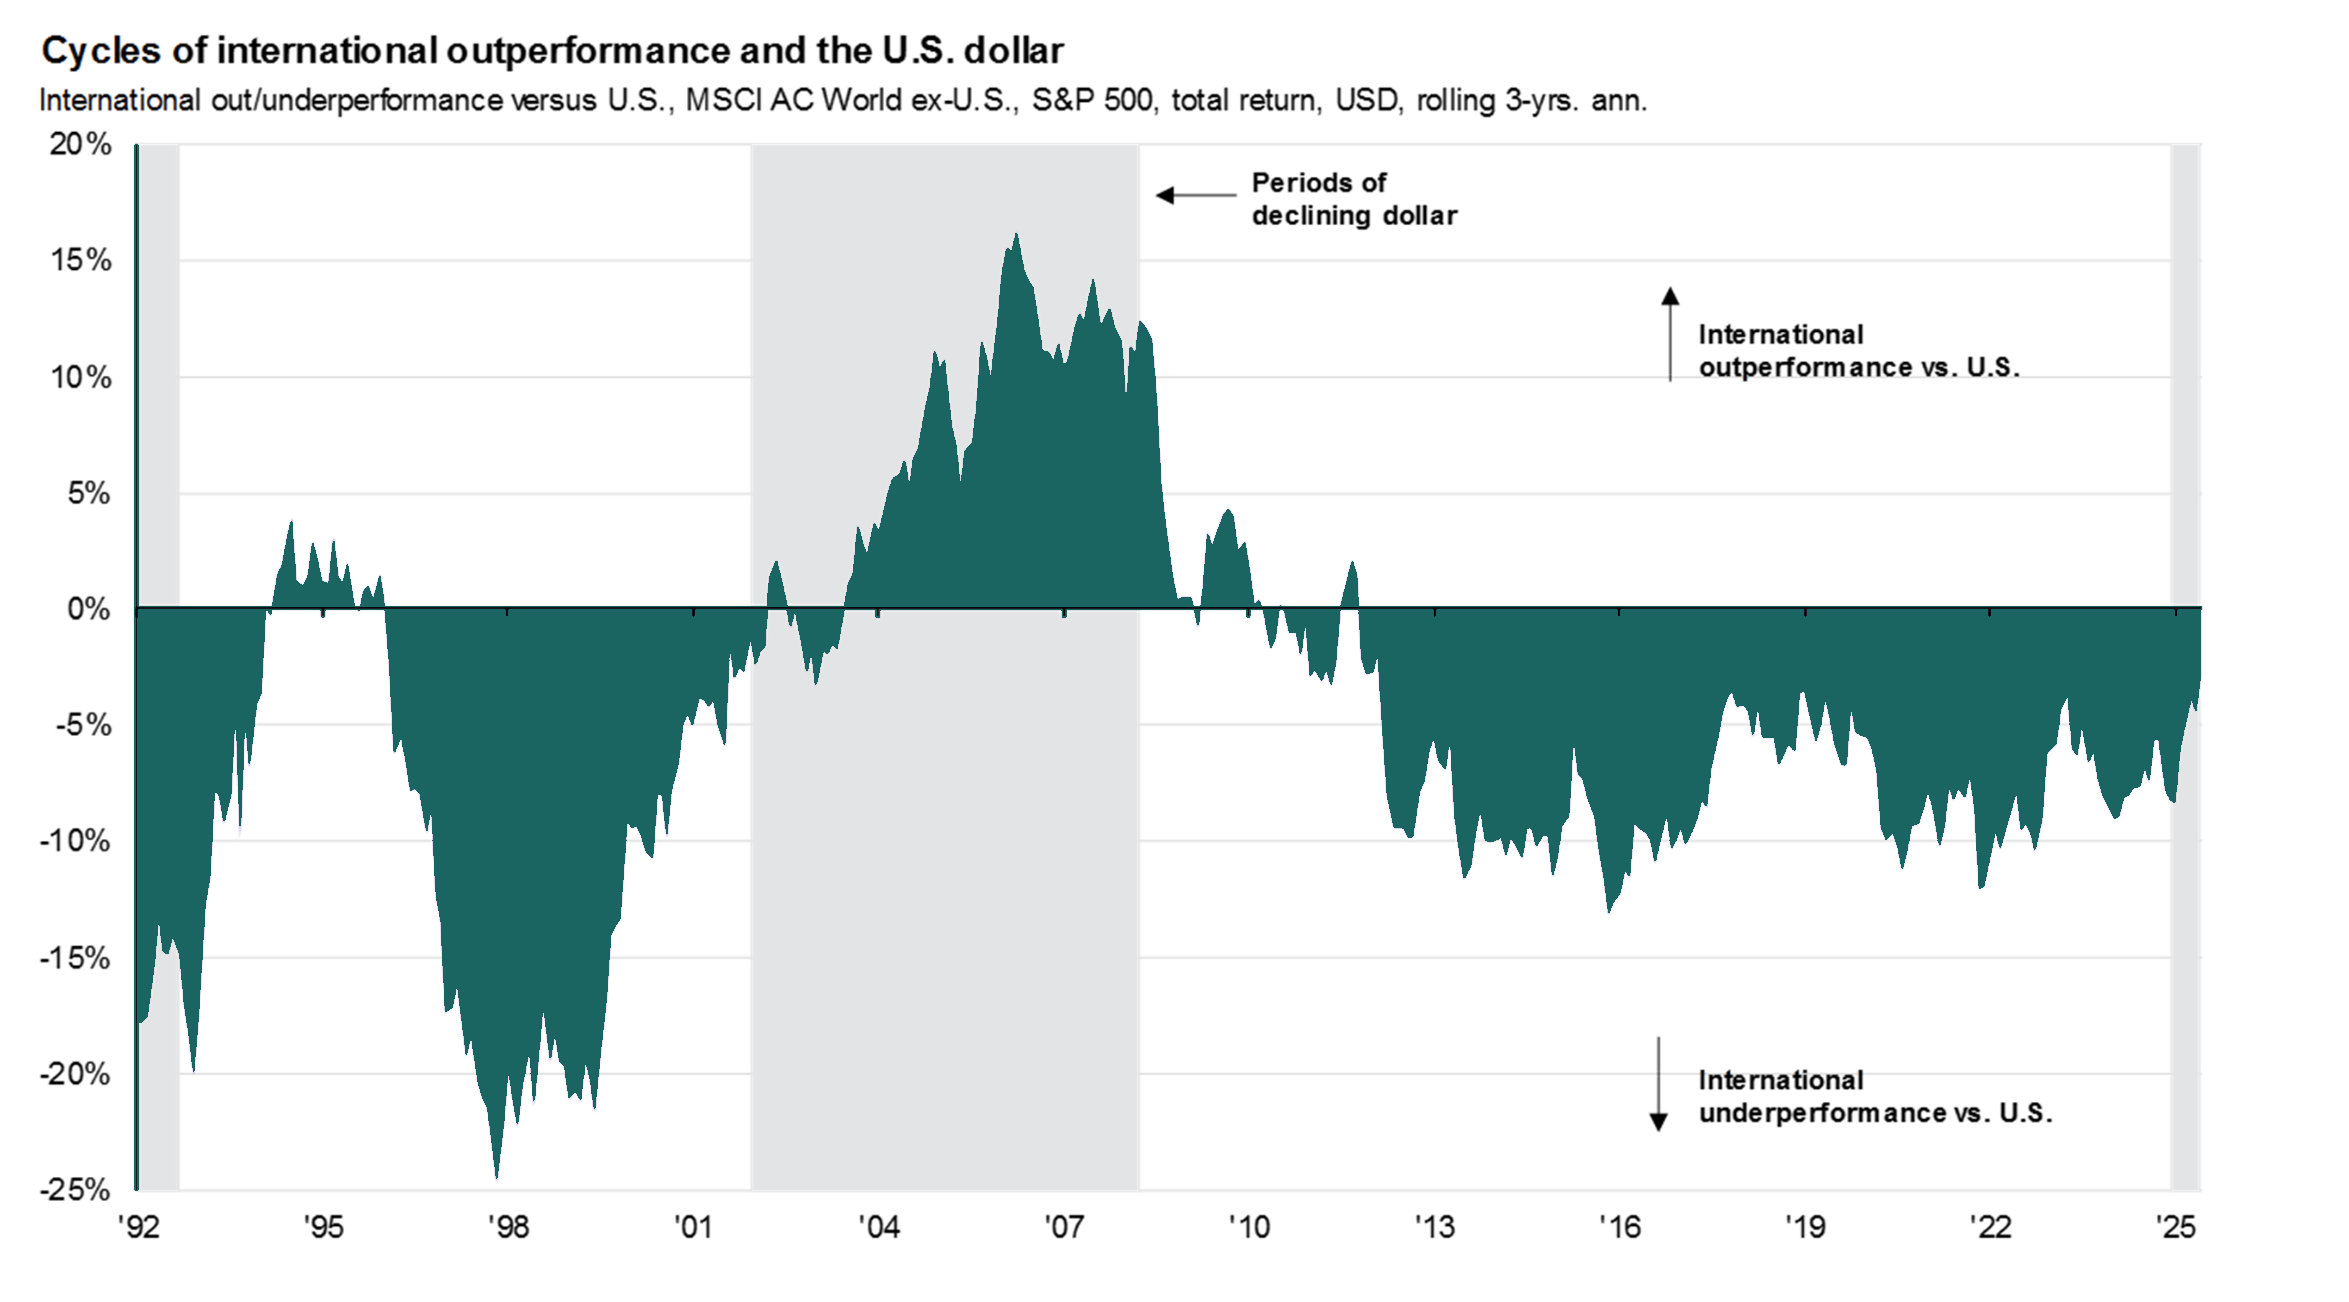 Cycles of international outperformance and the U.S. dollar
International out/underperformance versus U.S., MSCI AC World ex-U.S., S&P 500, total return, USD, rolling 3-yrs. ann.
20%
Periods of
declining dollar
15%
International
outperformance vs. U.S.
10%
5%
0%
-5%
-10%
-15%
-20%
International
underperformance vs. U.S.
-25%
'92 '95 '98 '01 '04 '07 '10 '13 '16 '19 '22 '25